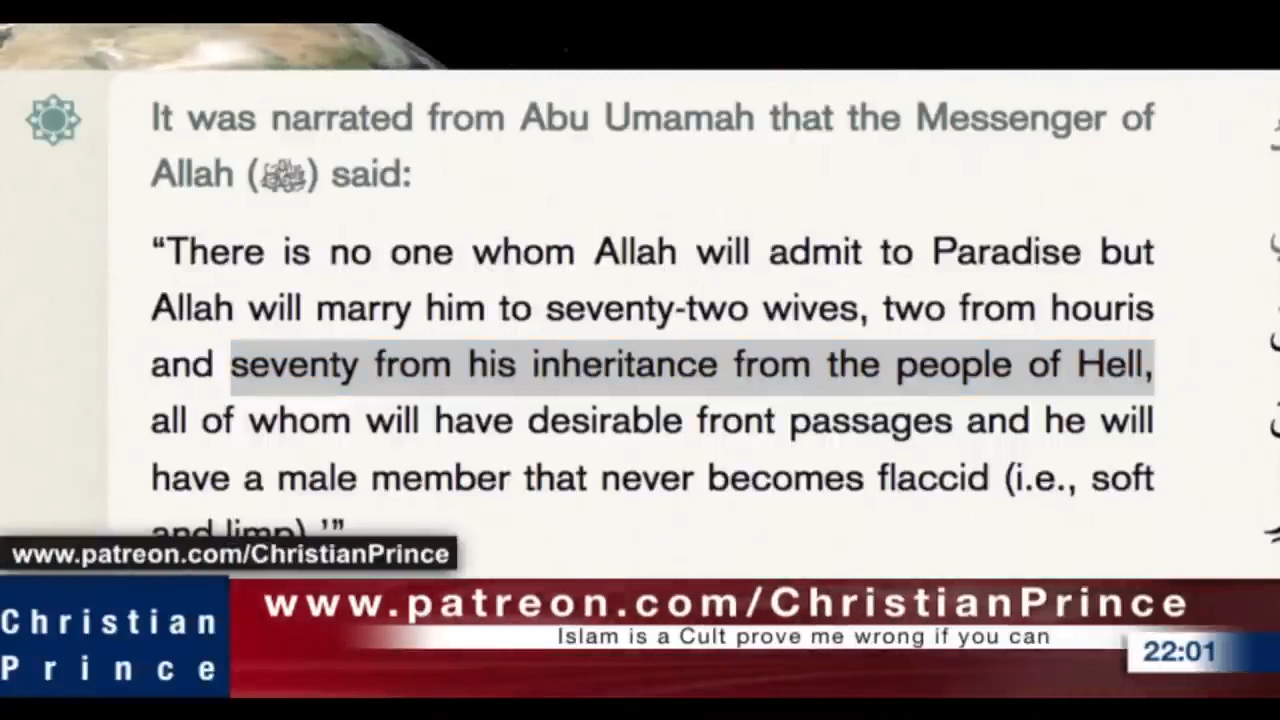 It was narrated from Abu Umamah that the Messenger of
Allah (ﷺ) said:
“There is no one whom Allah will admit to Paradise but
Allah will marry him to seventy-two wives, two from houris
and seventy from his inheritance from the people of Hell,
all of whom will have desirable front passages and he will
have a male member that never becomes flaccid (i.e., soft
and limp).’”
www.patreon.com/ChristianPrince
www.patreon.com/ChristianPrince
Islam is a Cult prove me wrong if you can
Christian
Prince
22:01